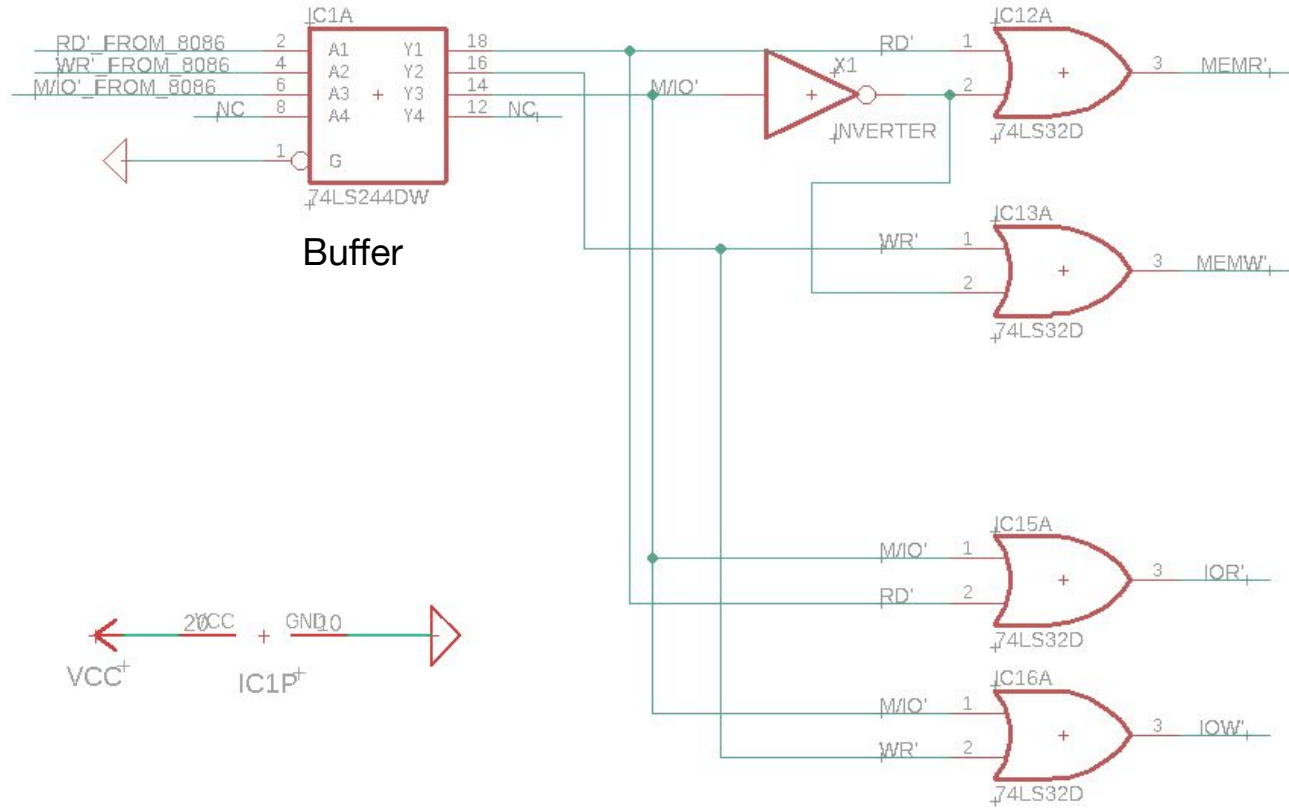 IC1A
RD'_FROM_8086 2 A1 Y1 18
WR'_FROM_8086 4 A2 Y2 16
M/IO'_FROM_8086 6 A3 Y3 14
NC 8 A4 Y4 12 NC
1 G
74LS244DW
Buffer
M/IO'
X1
INVERTER
IC12A
RD' 1
2
3 MEMR'
74LS32D
IC13A
WR' 1
2
3 MEMW'
74LS32D
IC15A
M/IO' 1
RD' 2
3 IOR'
74LS32D
IC16A
M/IO' 1
WR' 2
3 IOW'
74LS32D
20 VCC GND 10
VCC
IC1P